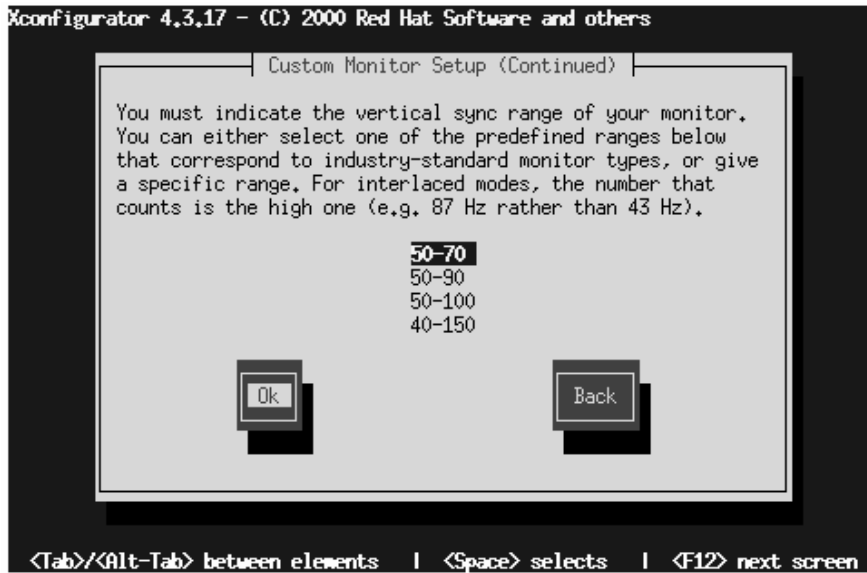 Xconfigurator 4.3.17 - (C) 2000 Red Hat Software and others
Custom Monitor Setup (Continued)
You must indicate the vertical sync range of your monitor.
You can either select one of the predefined ranges below
that correspond to industry-standard monitor types, or give
a specific range. For interlaced modes, the number that
counts is the high one (e.g. 87 Hz rather than 43 Hz).
50-70
50-90
50-100
40-150
Ok Back
<Tab>/<Alt-Tab> between elements | <Space> selects | <F12> next screen